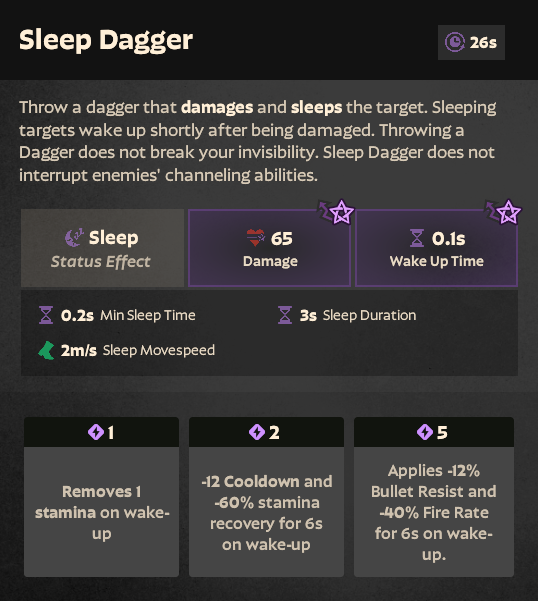 Sleep Dagger
26s
Throw a dagger that damages and sleeps the target. Sleeping
targets wake up shortly after being damaged. Throwing a
Dagger does not break your invisibility. Sleep Dagger does not
interrupt enemies' channeling abilities.
Sleep
Status Effect
65
Damage
0.1s
Wake Up Time
0.2s Min Sleep Time
3s Sleep Duration
2m/s Sleep Movespeed
1
Removes 1
stamina on wake-
up
2
-12 Cooldown and
-60% stamina
recovery for 6s
on wake-up
5
Applies -12%
Bullet Resist and
-40% Fire Rate
for 6s on wake-
up.